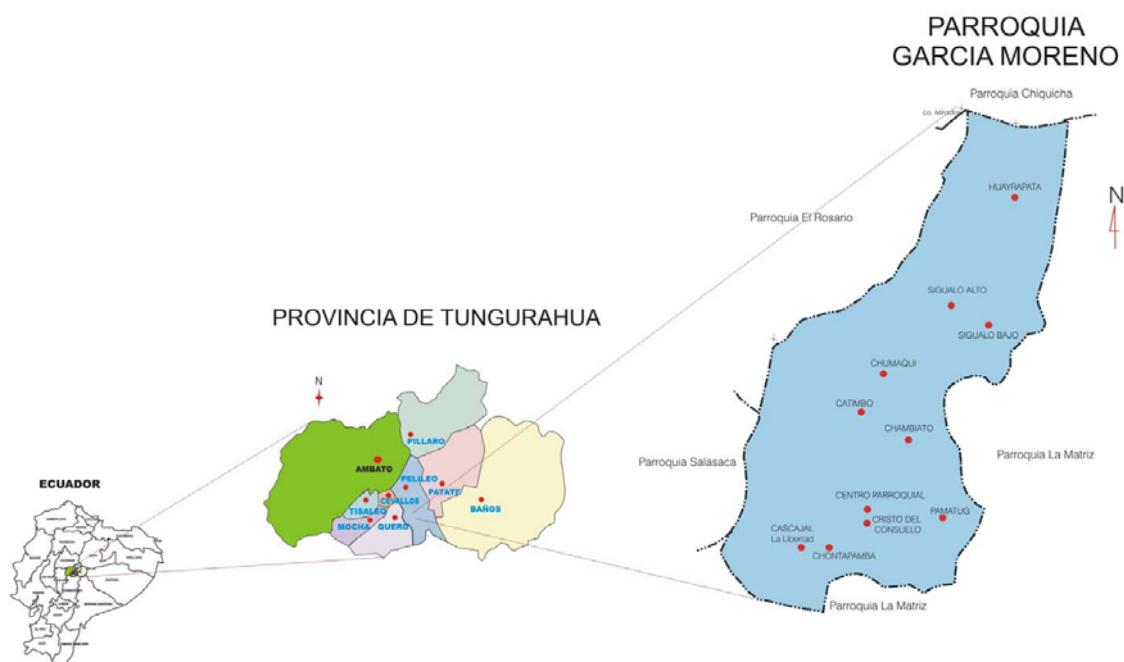 PARROQUIA
GARCIA MORENO
Parroquia Chiquicha
HUAYRAPATA
N
Parroquia El Rosario
SIGUALO ALTO
SIGUALO BAJO
CHUMAQUI
CATIMBO
CHAMBIATO
Parroquia La Matriz
Parroquia Salasaca
CENTRO PARROQUIAL
CRISTO DEL
CONSUELO
PAMATUG
CASCAJAL
La Libertad
CHONTAPAMBA
Parroquia La Matriz
PROVINCIA DE TUNGURAHUA
N
PILLARO
AMBATO
PELILEO
PATATE
CEVALLOS
TISALEO
BAÑOS
MOCHA
QUERO
ECUADOR